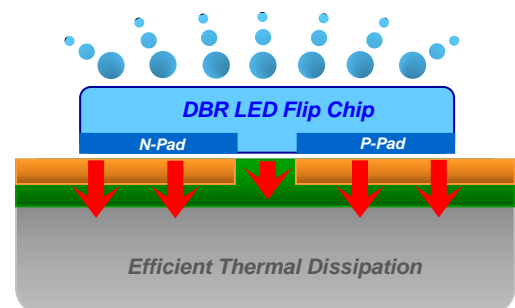 DBR LED Flip Chip
N-Pad P-Pad
Efficient Thermal Dissipation